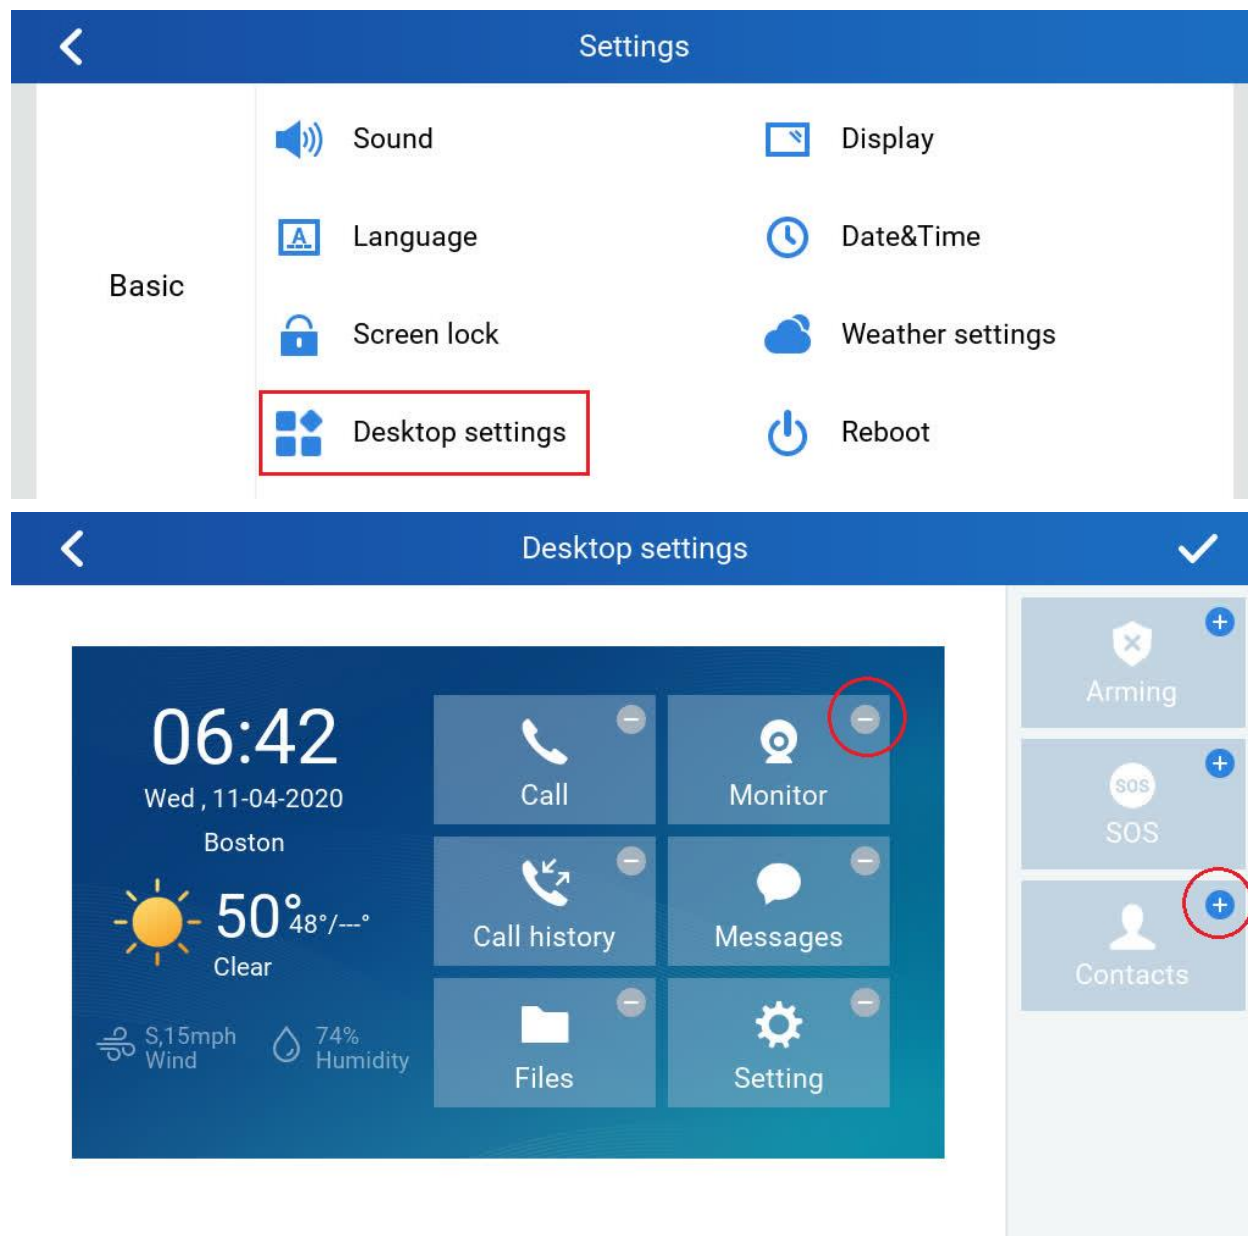 Settings
Basic
Sound
Display
Language
Date&Time
Screen lock
Weather settings
Desktop settings
Reboot
Desktop settings
06:42
Wed , 11-04-2020
Boston
50° 48°/---°
Clear
S,15mph
Wind
74%
Humidity
Call
Monitor
Call history
Messages
Files
Setting
Arming
SOS
SOS
Contacts